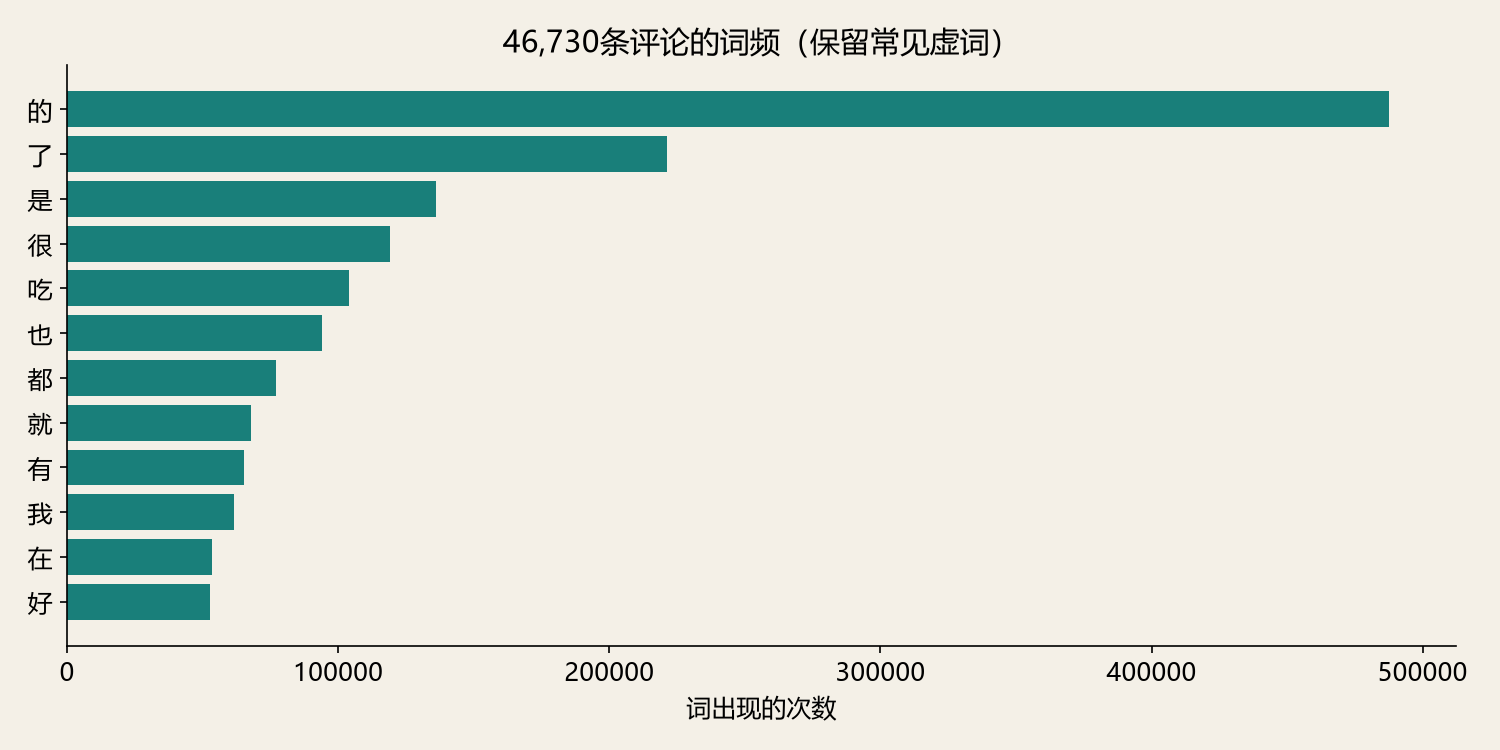 46,730条评论的词频（保留常见虚词）
的
了
是
很
吃
也
都
就
有
我
在
好
0 100000 200000 300000 400000 500000
词出现的次数